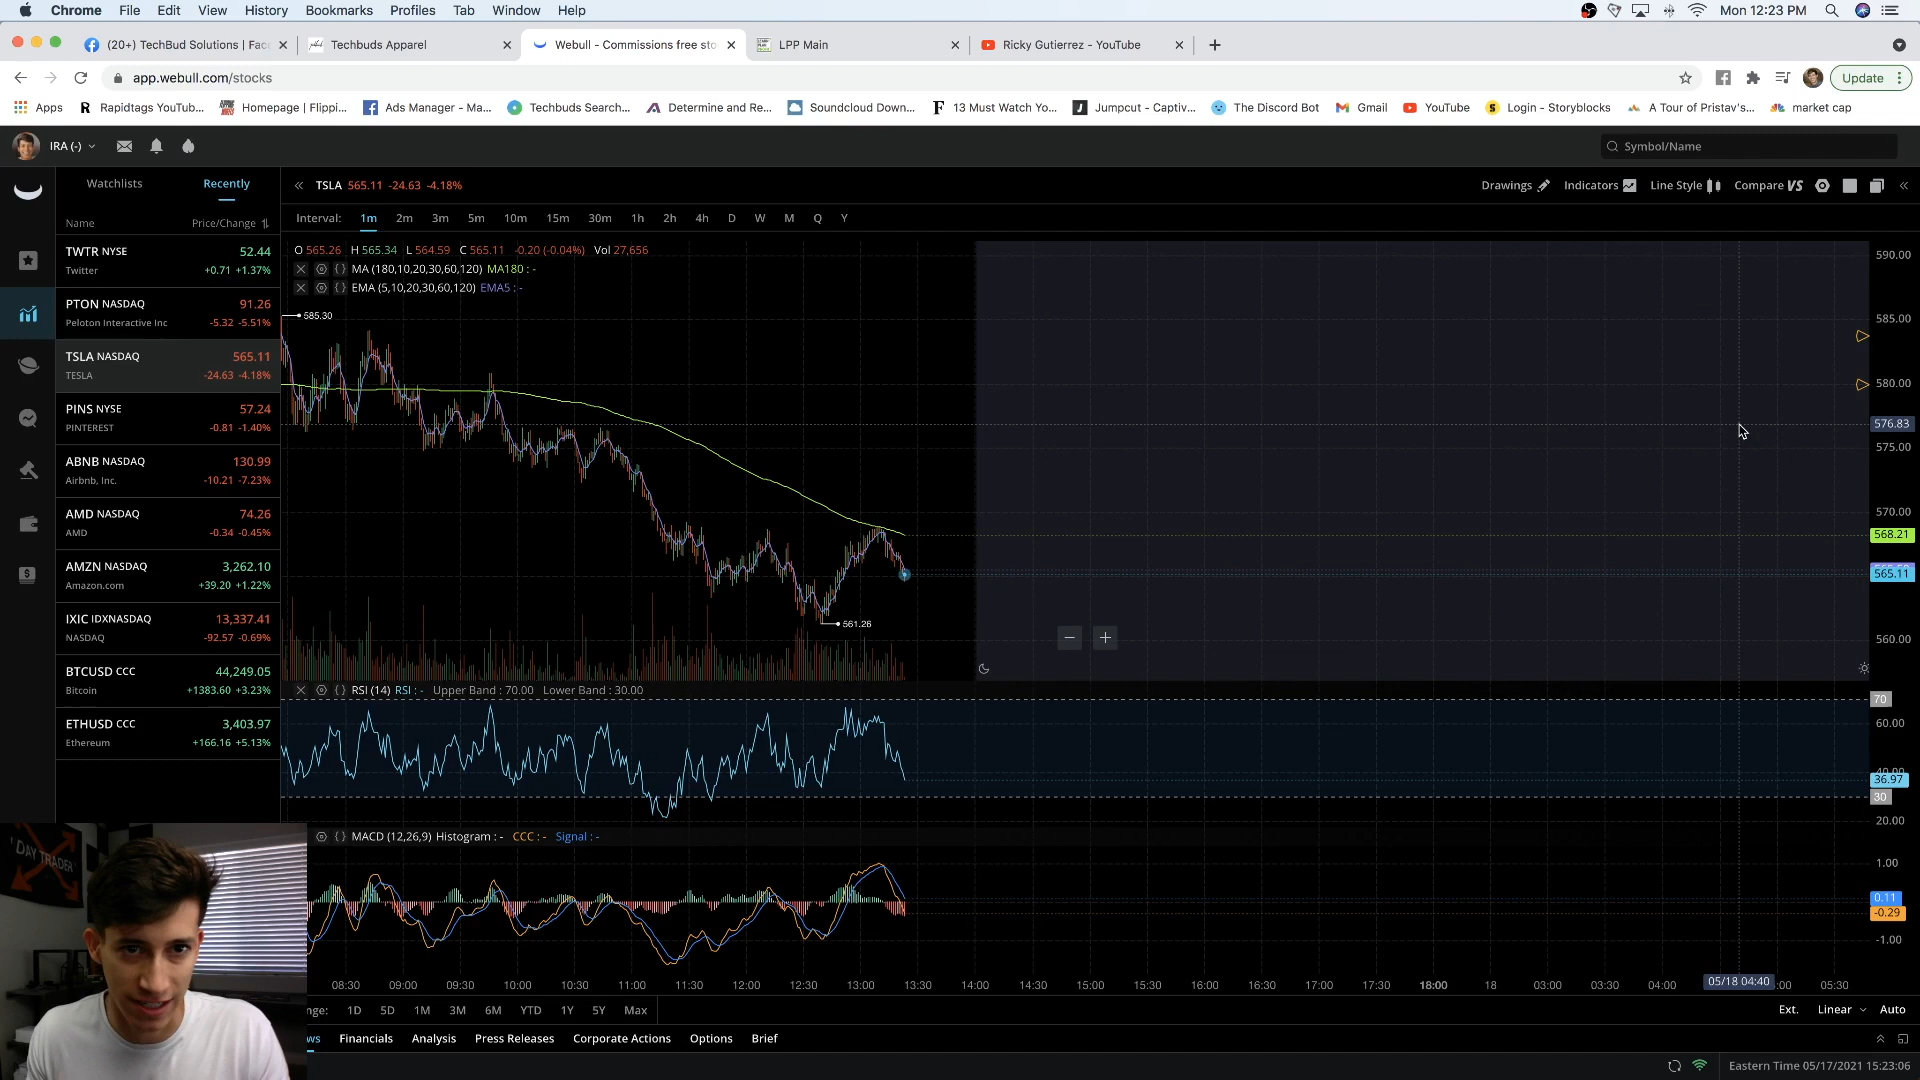 Chrome File Edit View History Bookmarks Profiles Tab Window Help Mon 12:23 PM
(20+) TechBud Solutions | Fac Techbuds Apparel Webull - Commissions free sto LPP Main Ricky Gutierrez - YouTube
app.webull.com/stocks Update
Apps Rapidtags YouTub... Homepage | Flippi... Ads Manager - Ma... Techbuds Search... Determine and Re... Soundcloud Down... 13 Must Watch Yo... Jumpcut - Captiv... The Discord Bot Gmail YouTube Login - Storyblocks A Tour of Pristav's... market cap
IRA (-) Symbol/Name
Watchlists Recently
TSLA 565.11 -24.63 -4.18% Drawings Indicators Line Style Compare VS
Name Price/Change
Interval: 1m 2m 3m 5m 10m 15m 30m 1h 2h 4h D W M Q Y
TWTR NYSE 52.44
Twitter +0.71 +1.37%
PTON NASDAQ 91.26
Peloton Interactive Inc -5.32 -5.51%
TSLA NASDAQ 565.11
TESLA -24.63 -4.18%
PINS NYSE 57.24
PINTEREST -0.81 -1.40%
ABNB NASDAQ 130.99
Airbnb, Inc. -10.21 -7.23%
AMD NASDAQ 74.26
AMD -0.34 -0.45%
AMZN NASDAQ 3,262.10
Amazon.com +39.20 +1.22%
IXIC IDXNASDAQ 13,337.41
NASDAQ -92.57 -0.69%
BTCUSD CCC 44,249.05
Bitcoin +1383.60 +3.23%
ETHUSD CCC 3,403.97
Ethereum +166.16 +5.13%
O 565.26 H 565.34 L 564.59 C 565.11 -0.20 (-0.04%) Vol 27,656
MA (180,10,20,30,60,120) MA180 : -
EMA (5,10,20,30,60,120) EMA5 : -
585.30
561.26
590.00
585.00
580.00
576.83
575.00
570.00
568.21
565.11
560.00
RSI (14) RSI : - Upper Band : 70.00 Lower Band : 30.00
70
60.00
40.00
36.97
30
20.00
MACD (12,26,9) Histogram : - CCC : - Signal : -
1.00
0.11
-0.29
-1.00
DAY TRADER
08:30 09:00 09:30 10:00 10:30 11:00 11:30 12:00 12:30 13:00 13:30 14:00 14:30 15:00 15:30 16:00 16:30 17:00 17:30 18:00 18 03:00 03:30 04:00 05/18 04:40 :00 05:30
nge: 1D 5D 1M 3M 6M YTD 1Y 5Y Max Ext. Linear Auto
ws Financials Analysis Press Releases Corporate Actions Options Brief
Eastern Time 05/17/2021 15:23:06